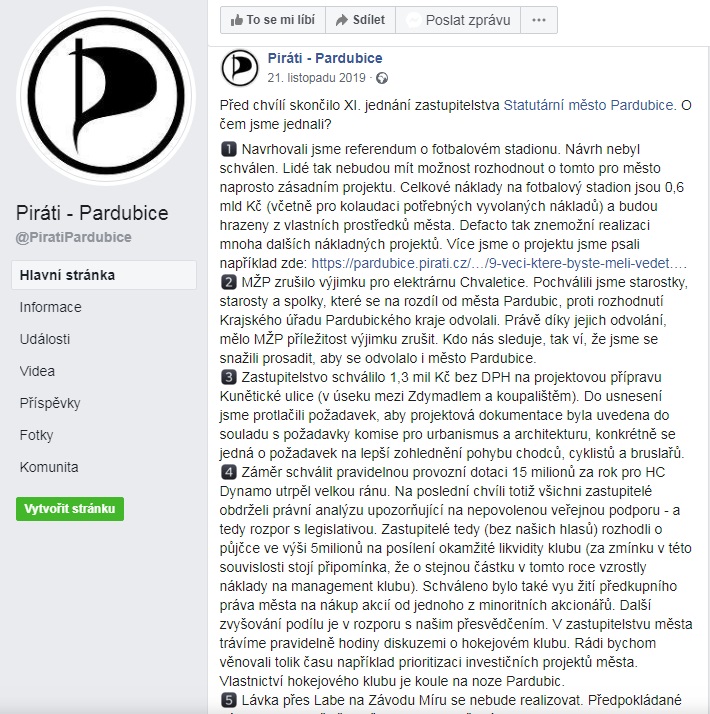 To se mi líbí
Sdílet
Poslat zprávu
Piráti - Pardubice
@PiratiPardubice
Hlavní stránka
Informace
Události
Videa
Příspěvky
Fotky
Komunita
Vytvořit stránku
Piráti - Pardubice
21. listopadu 2019 ·
Před chvílí skončilo XI. jednání zastupitelstva Statutární město Pardubice. O
čem jsme jednali?
1 Navrhovali jsme referendum o fotbalovém stadionu. Návrh nebyl
schválen. Lidé tak nebudou mít možnost rozhodnout o tomto pro město
naprosto zásadním projektu. Celkové náklady na fotbalový stadion jsou 0,6
mld Kč (včetně pro kolaudaci potřebných vyvolaných nákladů) a budou
hrazeny z vlastních prostředků města. Defacto tak znemožní realizaci
mnoha dalších nákladných projektů. Více jsme o projektu jsme psali
například zde: https://pardubice.pirati.cz/.../9-veci-ktere-byste-meli-vedet....
2 MŽP zrušilo výjimku pro elektrárnu Chvaletice. Pochválili jsme starostky,
starosty a spolky, které se na rozdíl od města Pardubic, proti rozhodnutí
Krajského úřadu Pardubického kraje odvolali. Právě díky jejich odvolání,
mělo MŽP příležitost výjimku zrušit. Kdo nás sleduje, tak ví, že jsme se
snažili prosadit, aby se odvolalo i město Pardubice.
3 Zastupitelstvo schválilo 1,3 mil Kč bez DPH na projektovou přípravu
Kunětické ulice (v úseku mezi Zdymadlem a koupalištěm). Do usnesení
jsme protlačili požadavek, aby projektová dokumentace byla uvedena do
souladu s požadavky komise pro urbanismus a architekturu, konkrétně se
jedná o požadavek na lepší zohlednění pohybu chodců, cyklistů a bruslařů.
4 Záměr schválit pravidelnou provozní dotaci 15 milionů za rok pro HC
Dynamo utrpěl velkou ránu. Na poslední chvíli totiž všichni zastupitelé
obdrželi právní analýzu upozorňující na nepovolenou veřejnou podporu - a
tedy rozpor s legislativou. Zastupitelé tedy (bez našich hlasů) rozhodli o
půjčce ve výši 5milionů na posílení okamžité likvidity klubu (za zmínku v této
souvislosti stojí připomínka, že o stejnou částku v tomto roce vzrostly
náklady na management klubu). Schváleno bylo také vyu žití předkupního
práva města na nákup akcií od jednoho z minoritních akcionářů. Další
zvyšování podílu je v rozporu s našim přesvědčením. V zastupitelstvu města
trávíme pravidelně hodiny diskuzemi o hokejovém klubu. Rádi bychom
věnovali tolik času například prioritizaci investičních projektů města.
Vlastnictví hokejového klubu je koule na noze Pardubic.
5 Lávka přes Labe na Závodu Míru se nebude realizovat. Předpokládané